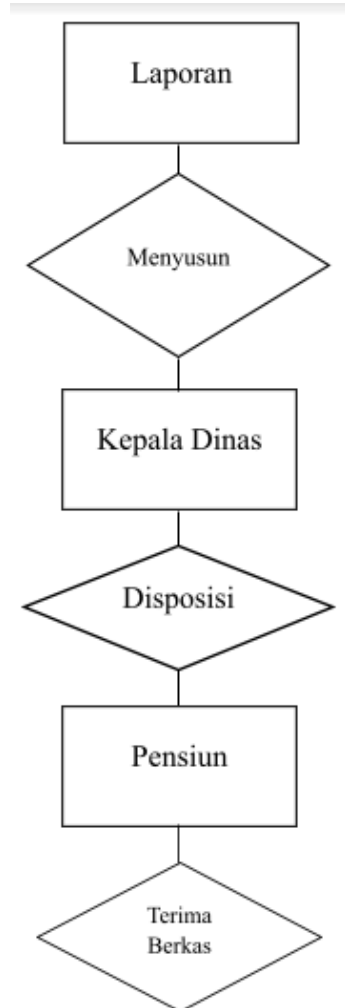 Laporan
Menyusun
Kepala Dinas
Disposisi
Pensiun
Terima
Berkas